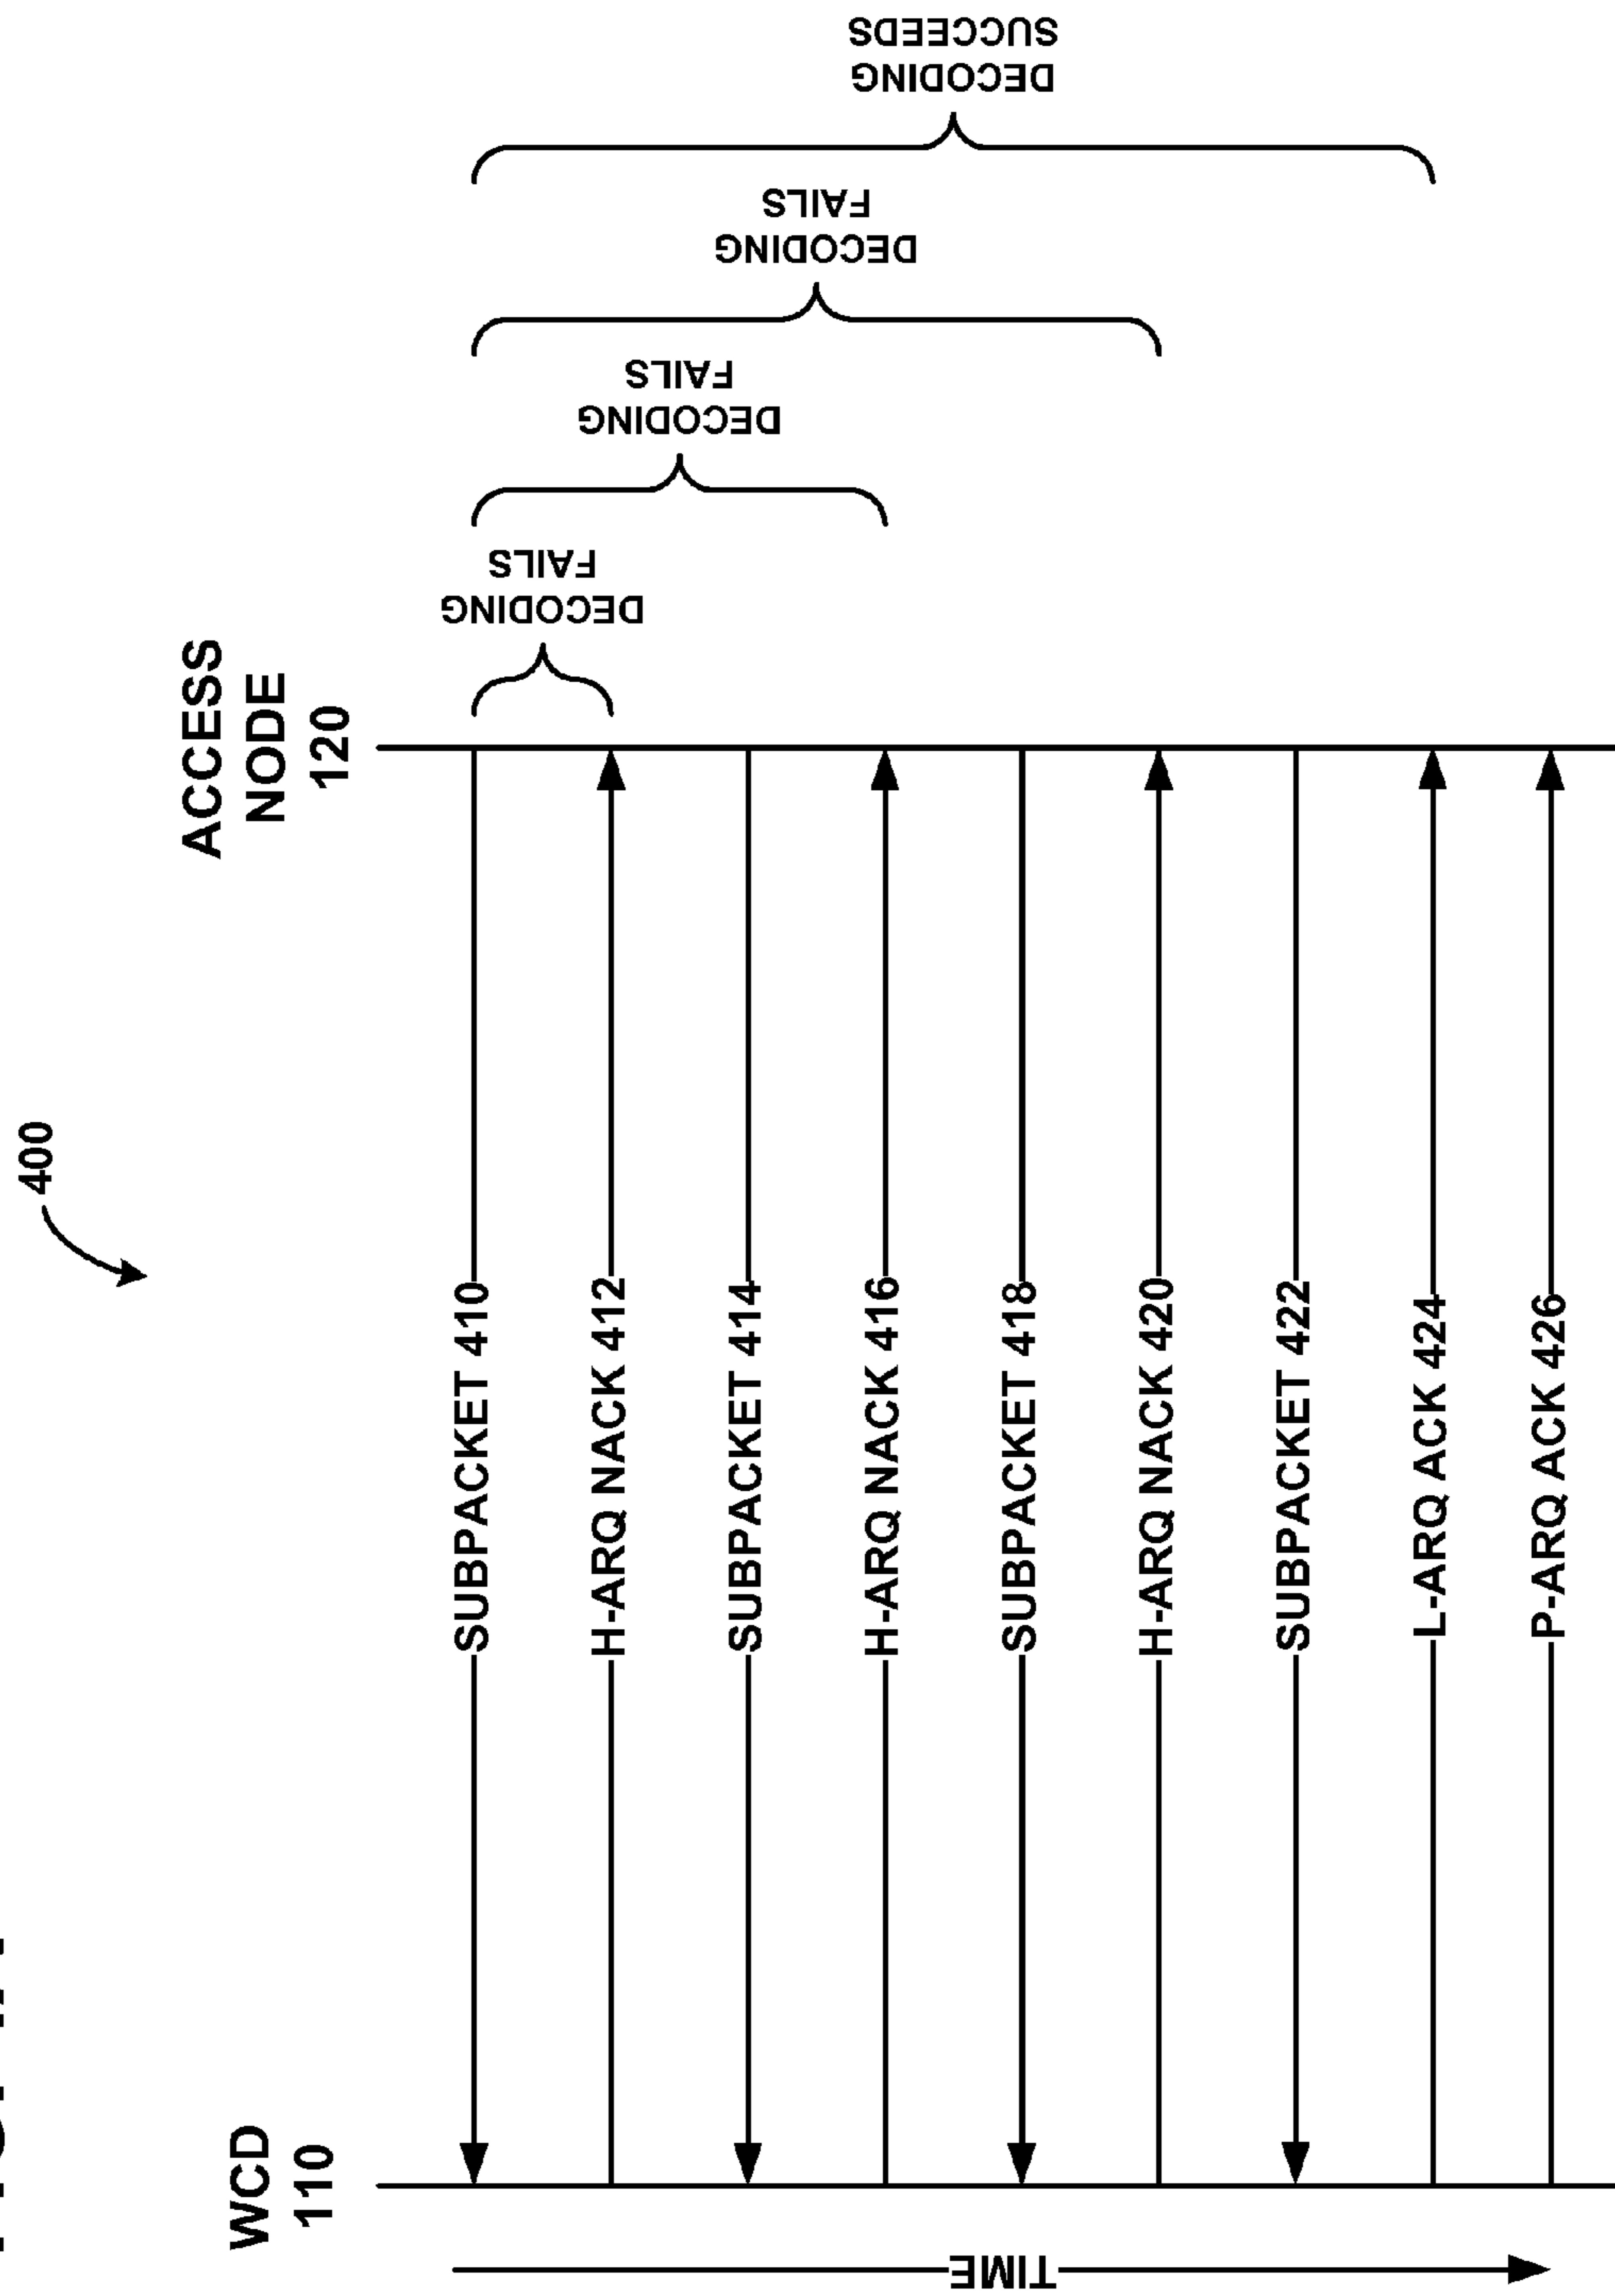 400
WCD
110
ACCESS
NODE
120
TIME
SUBPACKET 410
H-ARQ NACK 412
SUBPACKET 414
H-ARQ NACK 416
SUBPACKET 418
H-ARQ NACK 420
SUBPACKET 422
L-ARQ ACK 424
P-ARQ ACK 426
DECODING
FAILS
DECODING
FAILS
DECODING
FAILS
DECODING
SUCCEEDS